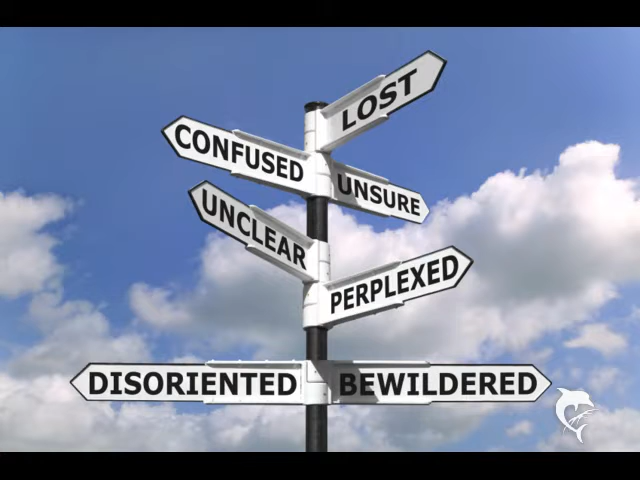 LOST
CONFUSED
UNSURE
UNCLEAR
PERPLEXED
DISORIENTED
BEWILDERED